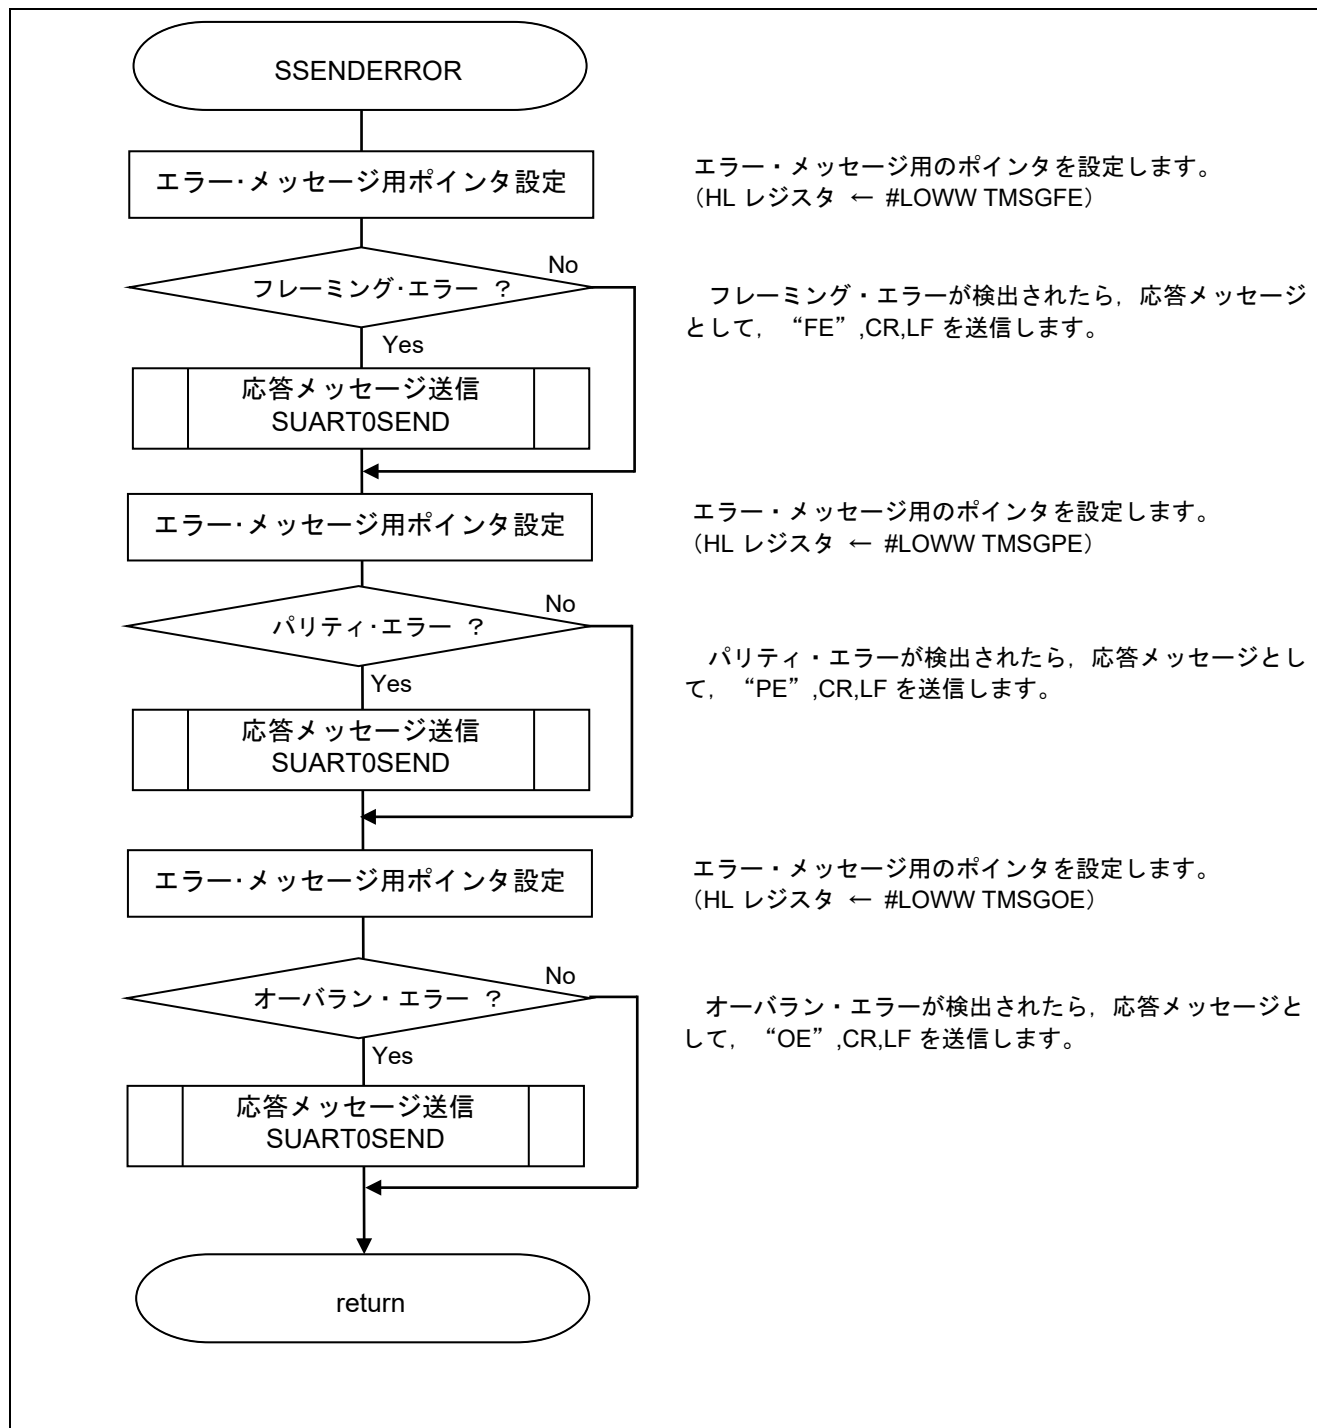 SSENDERROR
エラー・メッセージ用ポインタ設定
エラー・メッセージ用のポインタを設定します。
（HL レジスタ ← #LOWW TMSGFE）
フレーミング・エラー ？
No
フレーミング・エラーが検出されたら，応答メッセージ
として，“FE”,CR,LF を送信します。
Yes
応答メッセージ送信
SUART0SEND
エラー・メッセージ用ポインタ設定
エラー・メッセージ用のポインタを設定します。
（HL レジスタ ← #LOWW TMSGPE）
パリティ・エラー ？
No
パリティ・エラーが検出されたら，応答メッセージとし
て，“PE”,CR,LF を送信します。
Yes
応答メッセージ送信
SUART0SEND
エラー・メッセージ用ポインタ設定
エラー・メッセージ用のポインタを設定します。
（HL レジスタ ← #LOWW TMSGOE）
オーバラン・エラー ？
No
オーバラン・エラーが検出されたら，応答メッセージと
して，“OE”,CR,LF を送信します。
Yes
応答メッセージ送信
SUART0SEND
return